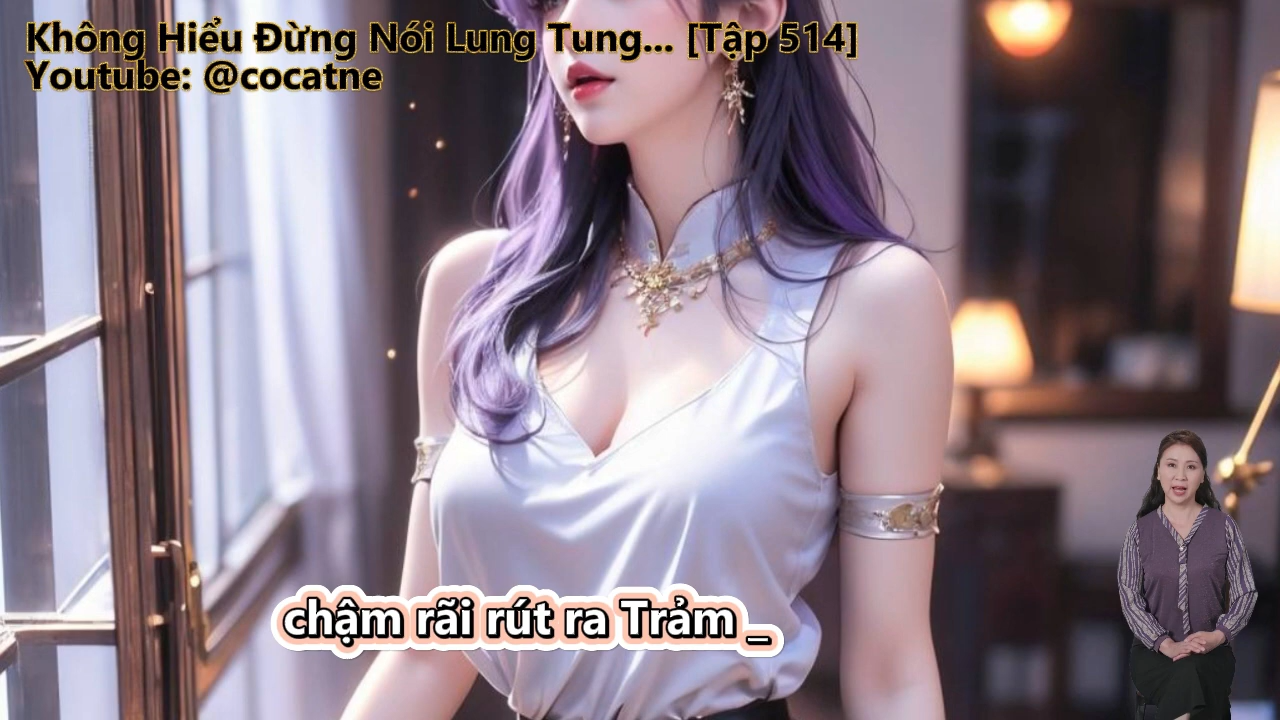 Không Hiểu Đừng Nói Lung Tung... [Tập 514]
Youtube: @cocatne
chậm rãi rút ra Trảm _